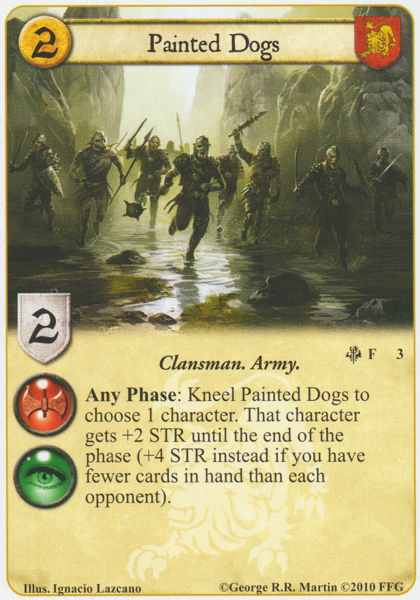 2
Painted Dogs
2
Clansman. Army.
F 3
Any Phase: Kneel Painted Dogs to
choose 1 character. That character
gets +2 STR until the end of the
phase (+4 STR instead if you have
fewer cards in hand than each
opponent).
Illus. Ignacio Lazcano
©George R.R. Martin ©2010 FFG